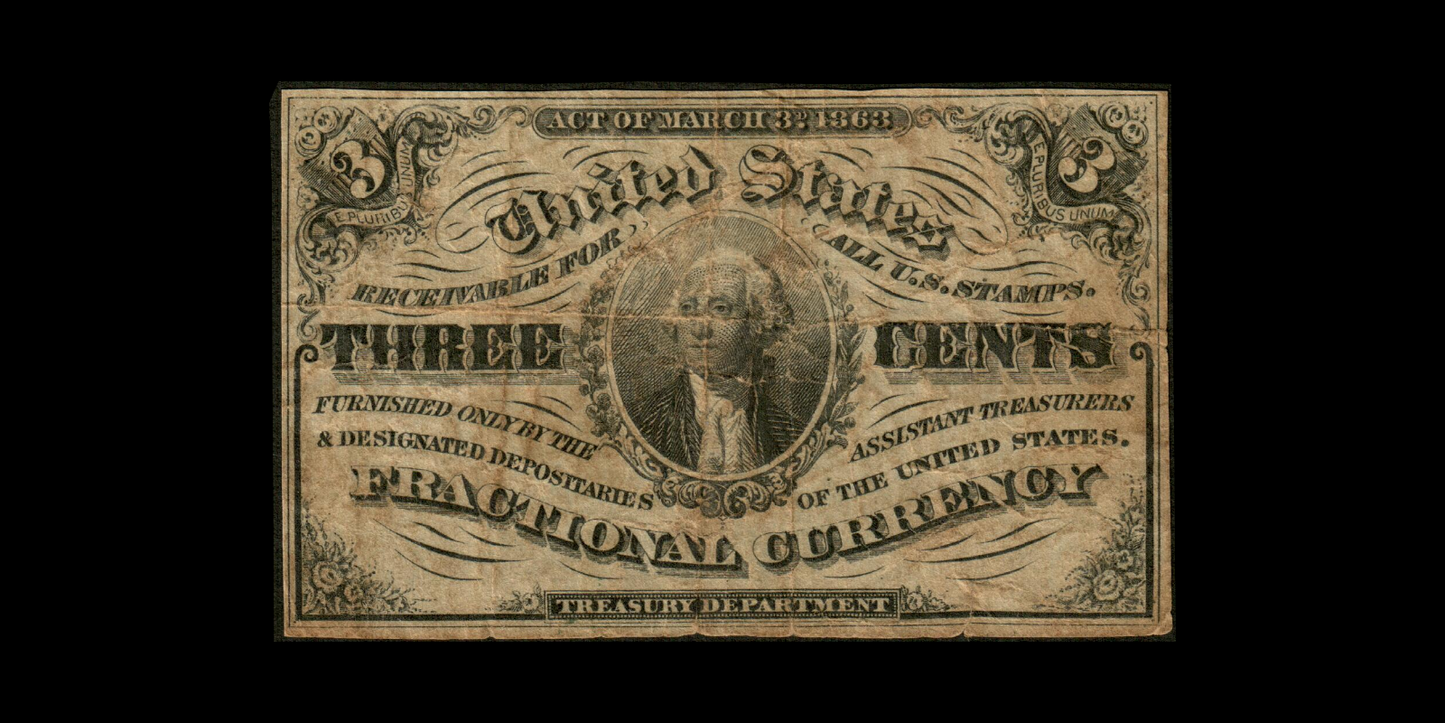 ACT OF MARCH 3D. 1863
3
E PLURIBUS UNUM
3
E PLURIBUS UNUM
United States
RECEIVABLE FOR ALL U.S. STAMPS.
THREE CENTS
FURNISHED ONLY BY THE ASSISTANT TREASURERS
& DESIGNATED DEPOSITARIES OF THE UNITED STATES.
FRACTIONAL CURRENCY
TREASURY DEPARTMENT